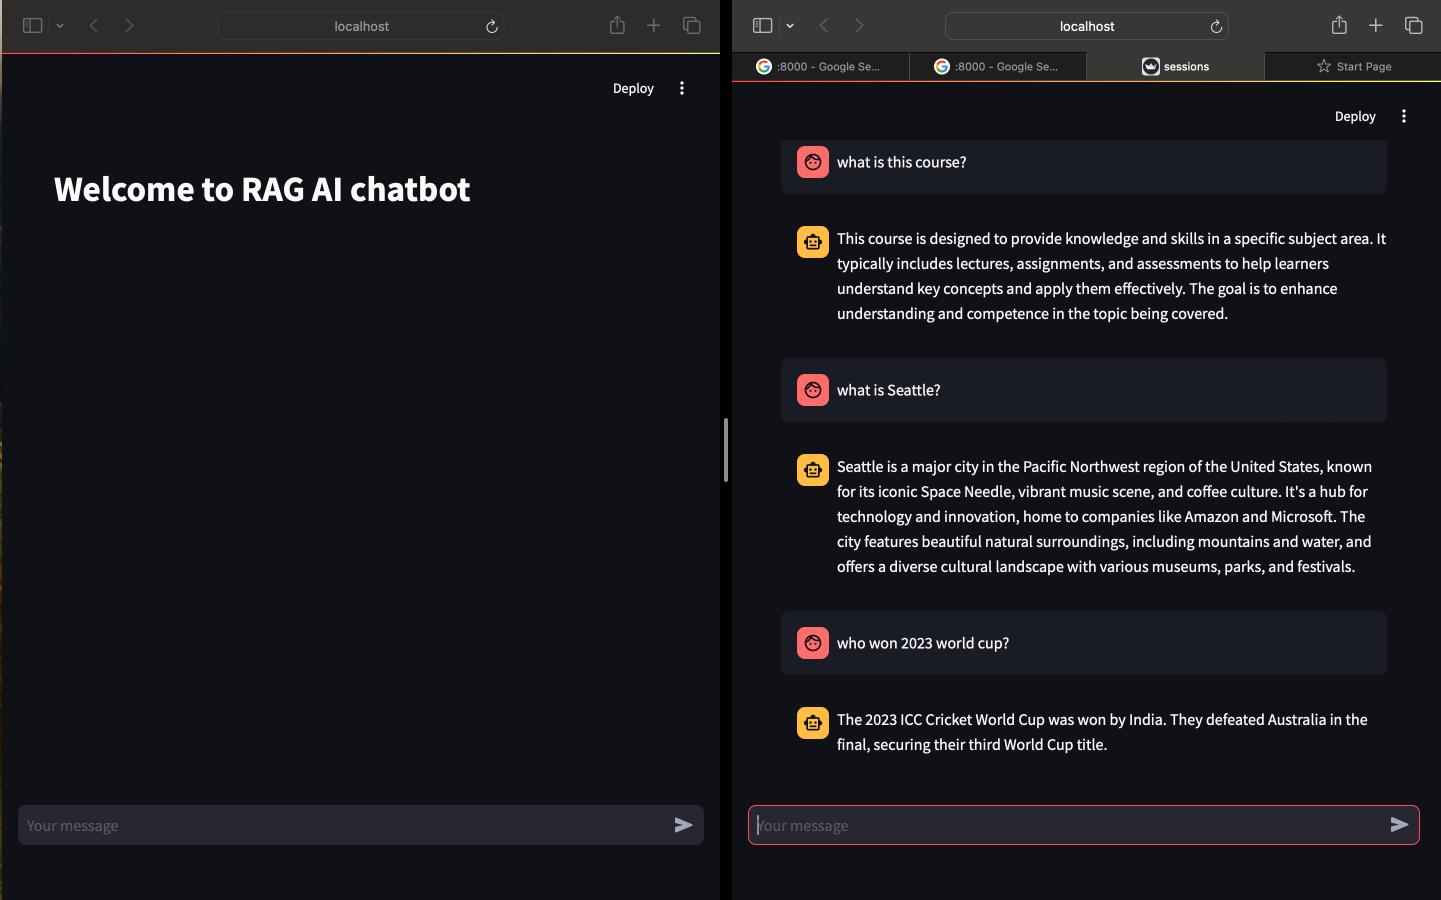 localhost
Deploy
Welcome to RAG AI chatbot
Your message
localhost
:8000 - Google Se...
:8000 - Google Se...
sessions
Start Page
Deploy
what is this course?
This course is designed to provide knowledge and skills in a specific subject area. It
typically includes lectures, assignments, and assessments to help learners
understand key concepts and apply them effectively. The goal is to enhance
understanding and competence in the topic being covered.
what is Seattle?
Seattle is a major city in the Pacific Northwest region of the United States, known
for its iconic Space Needle, vibrant music scene, and coffee culture. It's a hub for
technology and innovation, home to companies like Amazon and Microsoft. The
city features beautiful natural surroundings, including mountains and water, and
offers a diverse cultural landscape with various museums, parks, and festivals.
who won 2023 world cup?
The 2023 ICC Cricket World Cup was won by India. They defeated Australia in the
final, securing their third World Cup title.
Your message